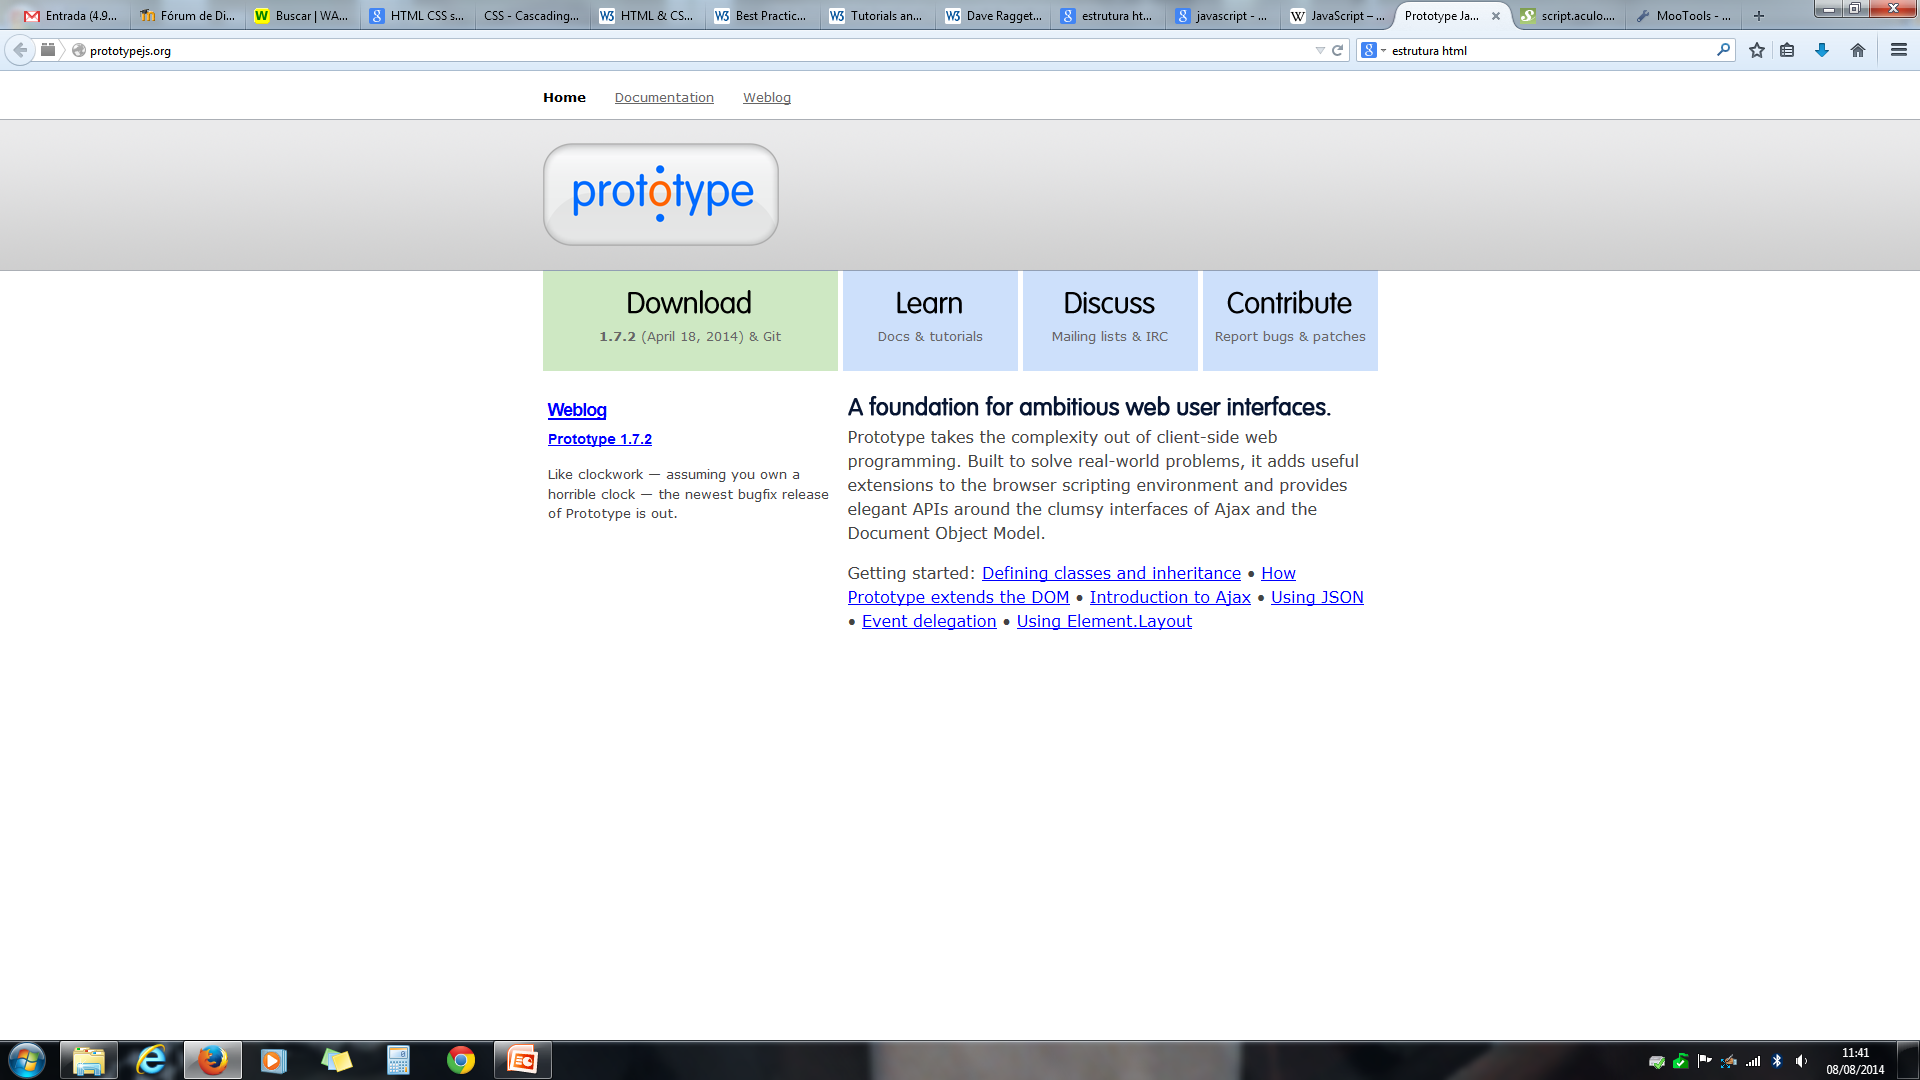 Entrada (4.9...
Fórum de Di...
Buscar | WA...
HTML CSS s...
CSS - Cascading...
HTML & CS...
Best Practic...
Tutorials an...
Dave Ragget...
estrutura ht...
javascript - ...
JavaScript – ...
Prototype Ja...
script.aculo....
MooTools - ...
prototypejs.org
estrutura html
Home Documentation Weblog
prototype
Download
1.7.2 (April 18, 2014) & Git
Learn
Docs & tutorials
Discuss
Mailing lists & IRC
Contribute
Report bugs & patches
Weblog
Prototype 1.7.2
Like clockwork — assuming you own a
horrible clock — the newest bugfix release
of Prototype is out.
A foundation for ambitious web user interfaces.
Prototype takes the complexity out of client-side web
programming. Built to solve real-world problems, it adds useful
extensions to the browser scripting environment and provides
elegant APIs around the clumsy interfaces of Ajax and the
Document Object Model.
Getting started: Defining classes and inheritance • How
Prototype extends the DOM • Introduction to Ajax • Using JSON
• Event delegation • Using Element.Layout
11:41
08/08/2014